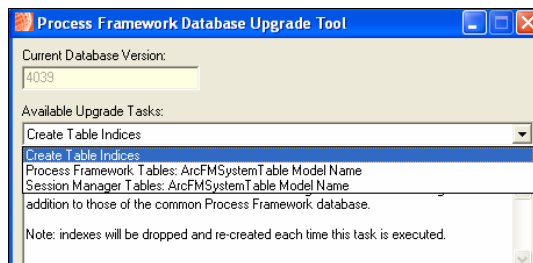 Process Framework Database Upgrade Tool
Current Database Version:
4039
Available Upgrade Tasks:
Create Table Indices
Create Table Indices
Process Framework Tables: ArcFMSystemTable Model Name
Session Manager Tables: ArcFMSystemTable Model Name
addition to those of the common Process Framework database.
Note: indexes will be dropped and re-created each time this task is executed.